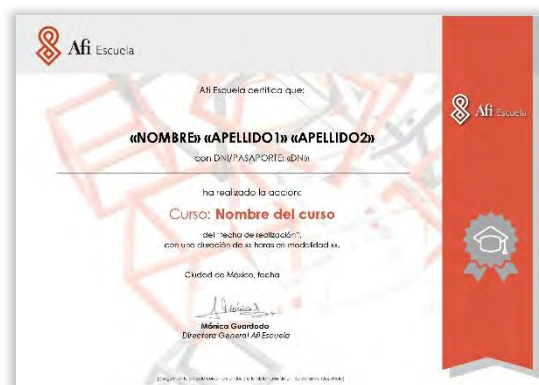 Afi Escuela
Afi Escuela certifica que:
Afi Escuela
«NOMBRE» «APELLIDO1» «APELLIDO2»
con DNI/PASAPORTE: «DNI»
ha realizado la acción:
Curso: Nombre del curso
del "fecha de realización",
con una duración de xx horas en modalidad xx.
Ciudad de México, fecha
Mónica Guardado
Directora General Afi Escuela